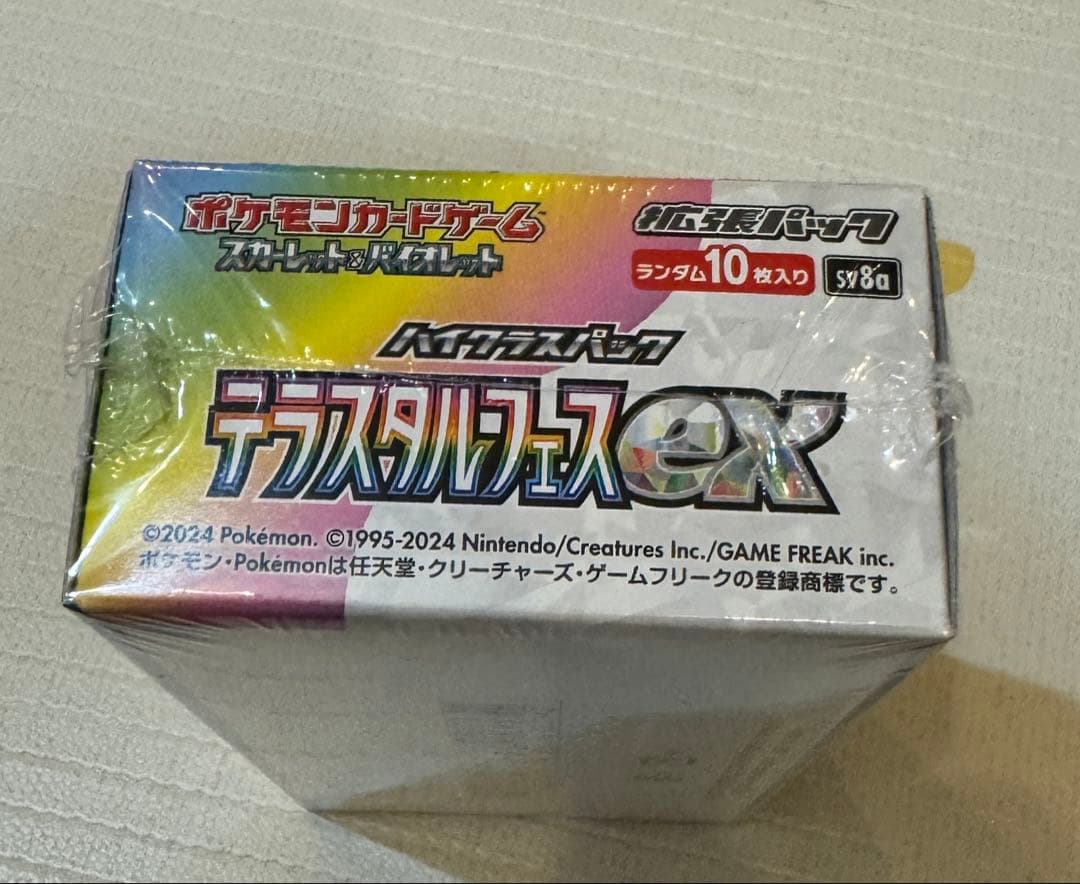 ポケモンカードゲーム
スカーレット&バイオレット
拡張パック
ランダム10枚入り sv8a
ハイクラスパック
テラスタルフェスex
©2024 Pokémon. ©1995-2024 Nintendo/Creatures Inc./GAME FREAK inc.
ポケモン・Pokémonは任天堂・クリーチャーズ・ゲームフリークの登録商標です。